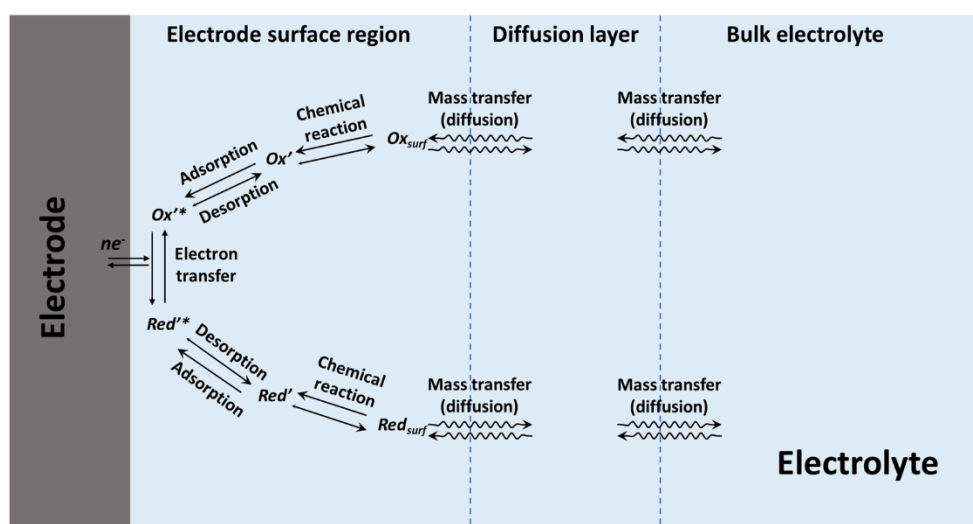 Electrode surface region
Diffusion layer
Bulk electrolyte
Mass transfer
(diffusion)
Mass transfer
(diffusion)
Chemical
reaction
Ox_surf
Adsorption
Ox'
Desorption
Ox'*
Electrode
ne-
Electron
transfer
Red'*
Desorption
Adsorption
Red'
Chemical
reaction
Red_surf
Mass transfer
(diffusion)
Mass transfer
(diffusion)
Electrolyte